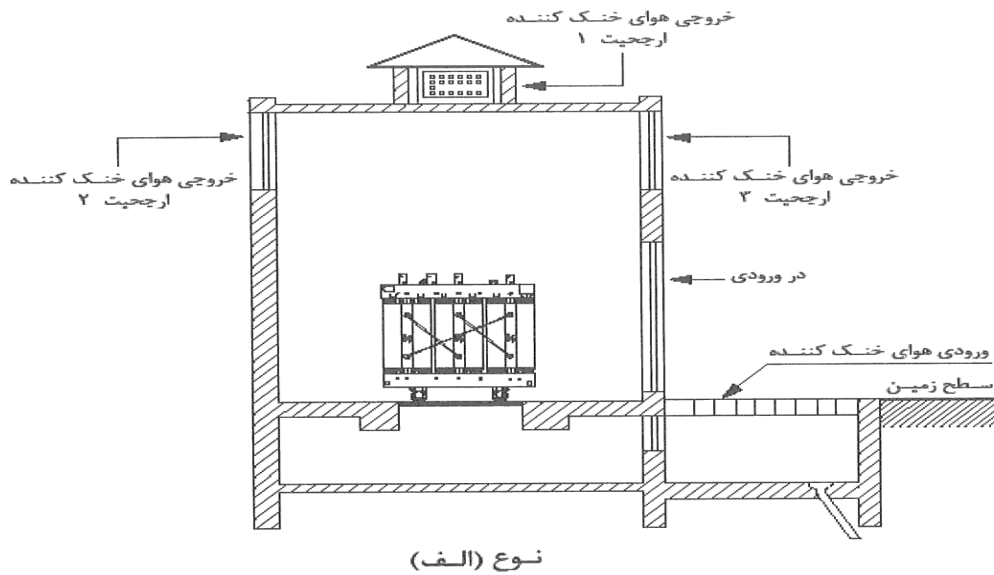 خروجی هوای خنک کننده
ارجحیت ۱
خروجی هوای خنک کننده
ارجحیت ۳
خروجی هوای خنک کننده
ارجحیت ۲
در ورودی
ورودی هوای خنک کننده
سطح زمین
نوع (الف)